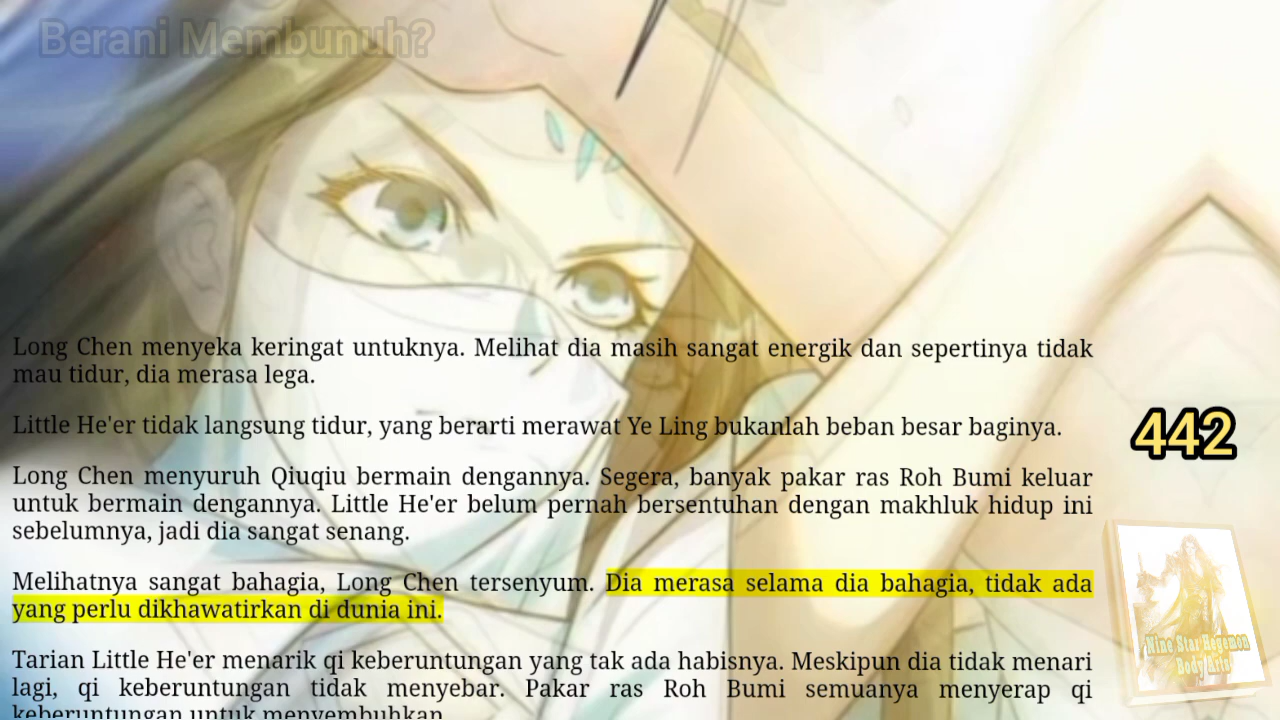 Berani Membunuh?
Long Chen menyeka keringat untuknya. Melihat dia masih sangat energik dan sepertinya tidak
mau tidur, dia merasa lega.
Little He'er tidak langsung tidur, yang berarti merawat Ye Ling bukanlah beban besar baginya.
Long Chen menyuruh Qiuqiu bermain dengannya. Segera, banyak pakar ras Roh Bumi keluar
untuk bermain dengannya. Little He'er belum pernah bersentuhan dengan makhluk hidup ini
sebelumnya, jadi dia sangat senang.
Melihatnya sangat bahagia, Long Chen tersenyum. Dia merasa selama dia bahagia, tidak ada
yang perlu dikhawatirkan di dunia ini.
Tarian Little He'er menarik qi keberuntungan yang tak ada habisnya. Meskipun dia tidak menari
lagi, qi keberuntungan tidak menyebar. Pakar ras Roh Bumi semuanya menyerap qi
keberuntungan untuk menyembuhkan
442
Nine Star Hegemon
Body Arts